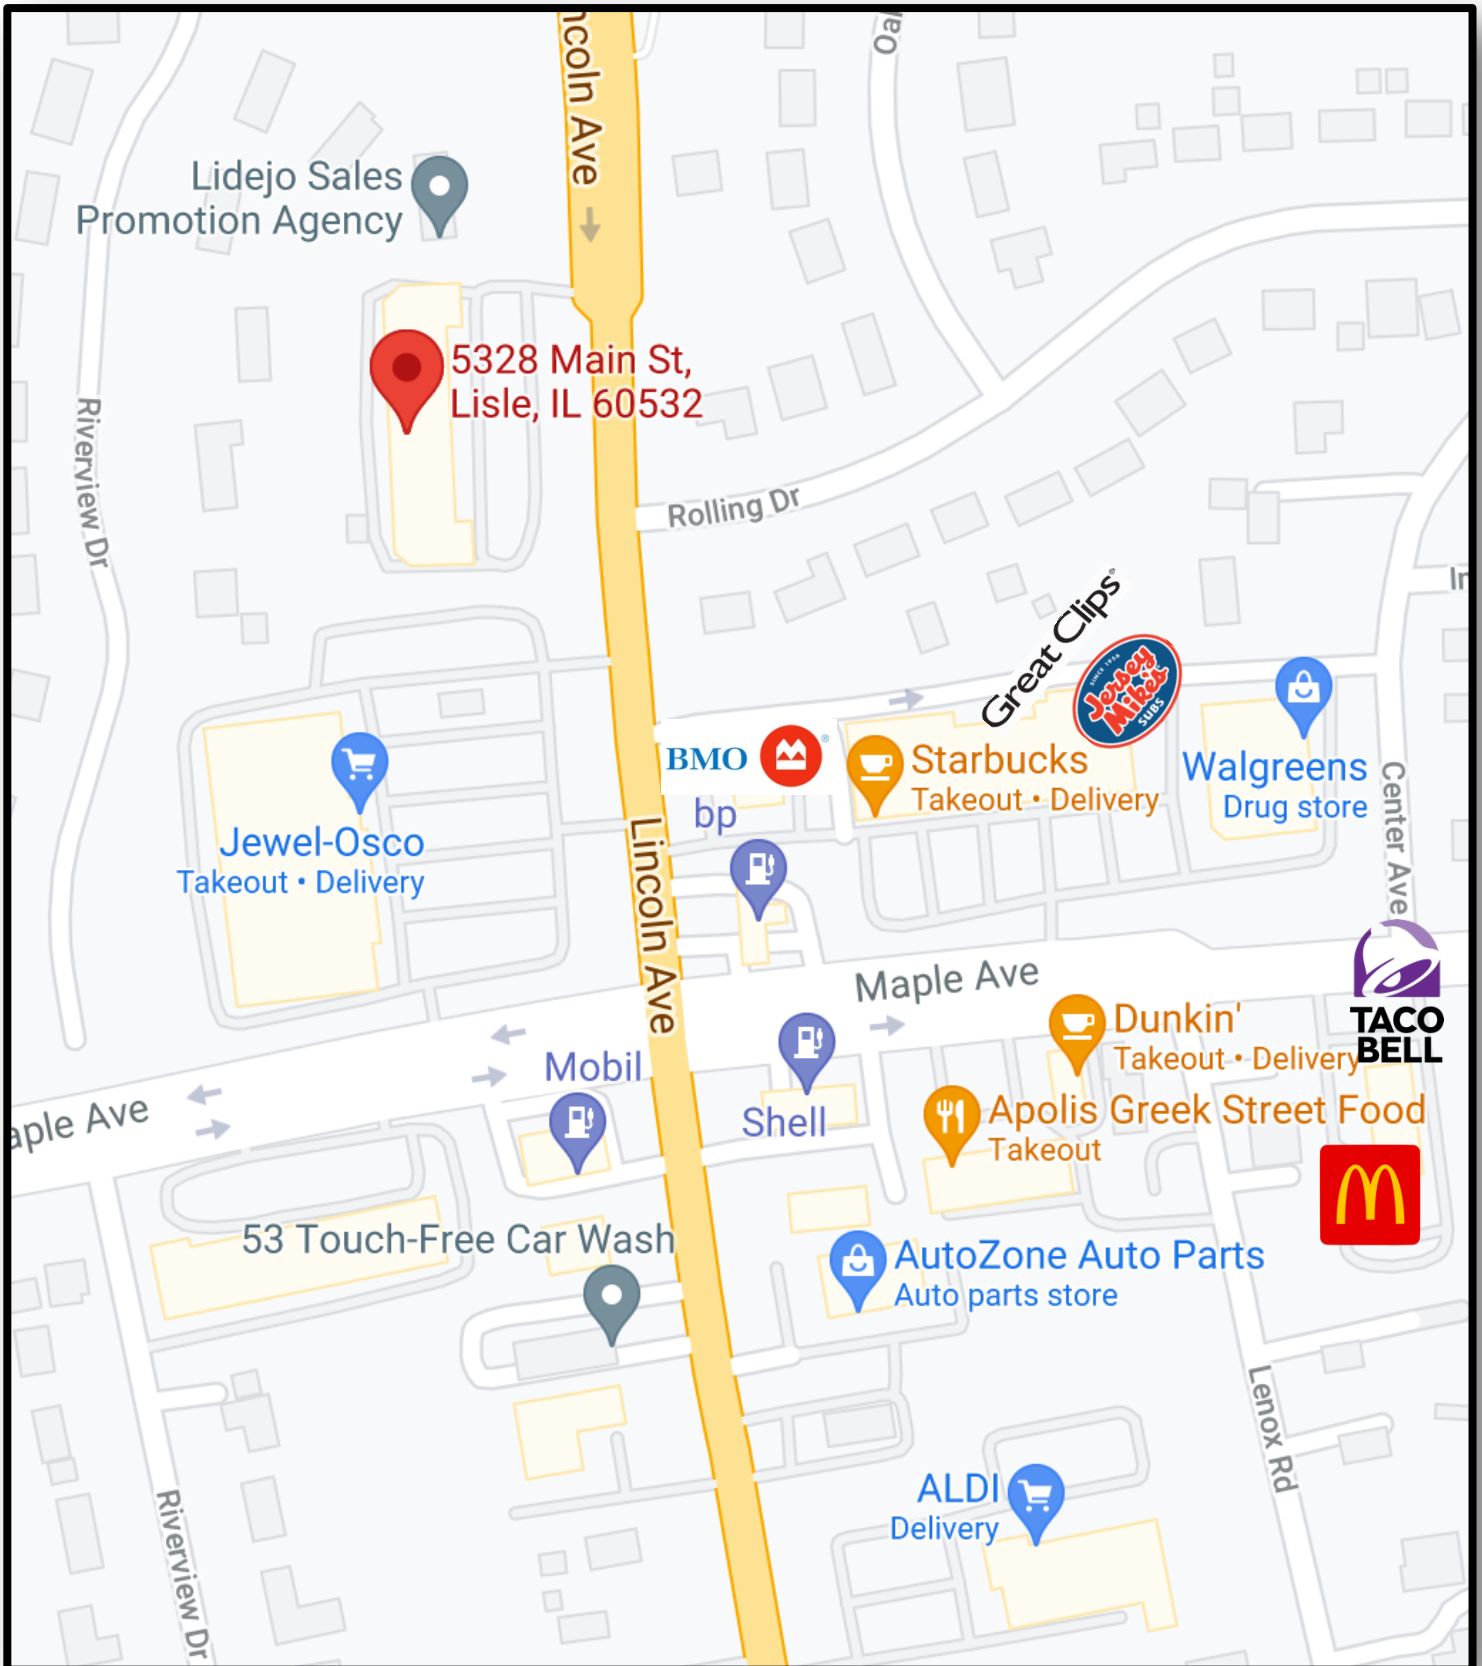 ncoln Ave
Oa
Lidejo Sales
Promotion Agency
5328 Main St,
Lisle, IL 60532
Riverview Dr
Rolling Dr
In
Great Clips®
SINCE 1956
Jersey
Mike's
SUBS
BMO ®
Starbucks
Takeout • Delivery
Walgreens
Drug store
Center Ave
bp
Jewel-Osco
Takeout • Delivery
Lincoln Ave
Maple Ave
TACO
BELL
Dunkin'
Takeout • Delivery
Mobil
Shell
aple Ave
Apolis Greek Street Food
Takeout
53 Touch-Free Car Wash
AutoZone Auto Parts
Auto parts store
Lenox Rd
ALDI
Delivery
Riverview Dr